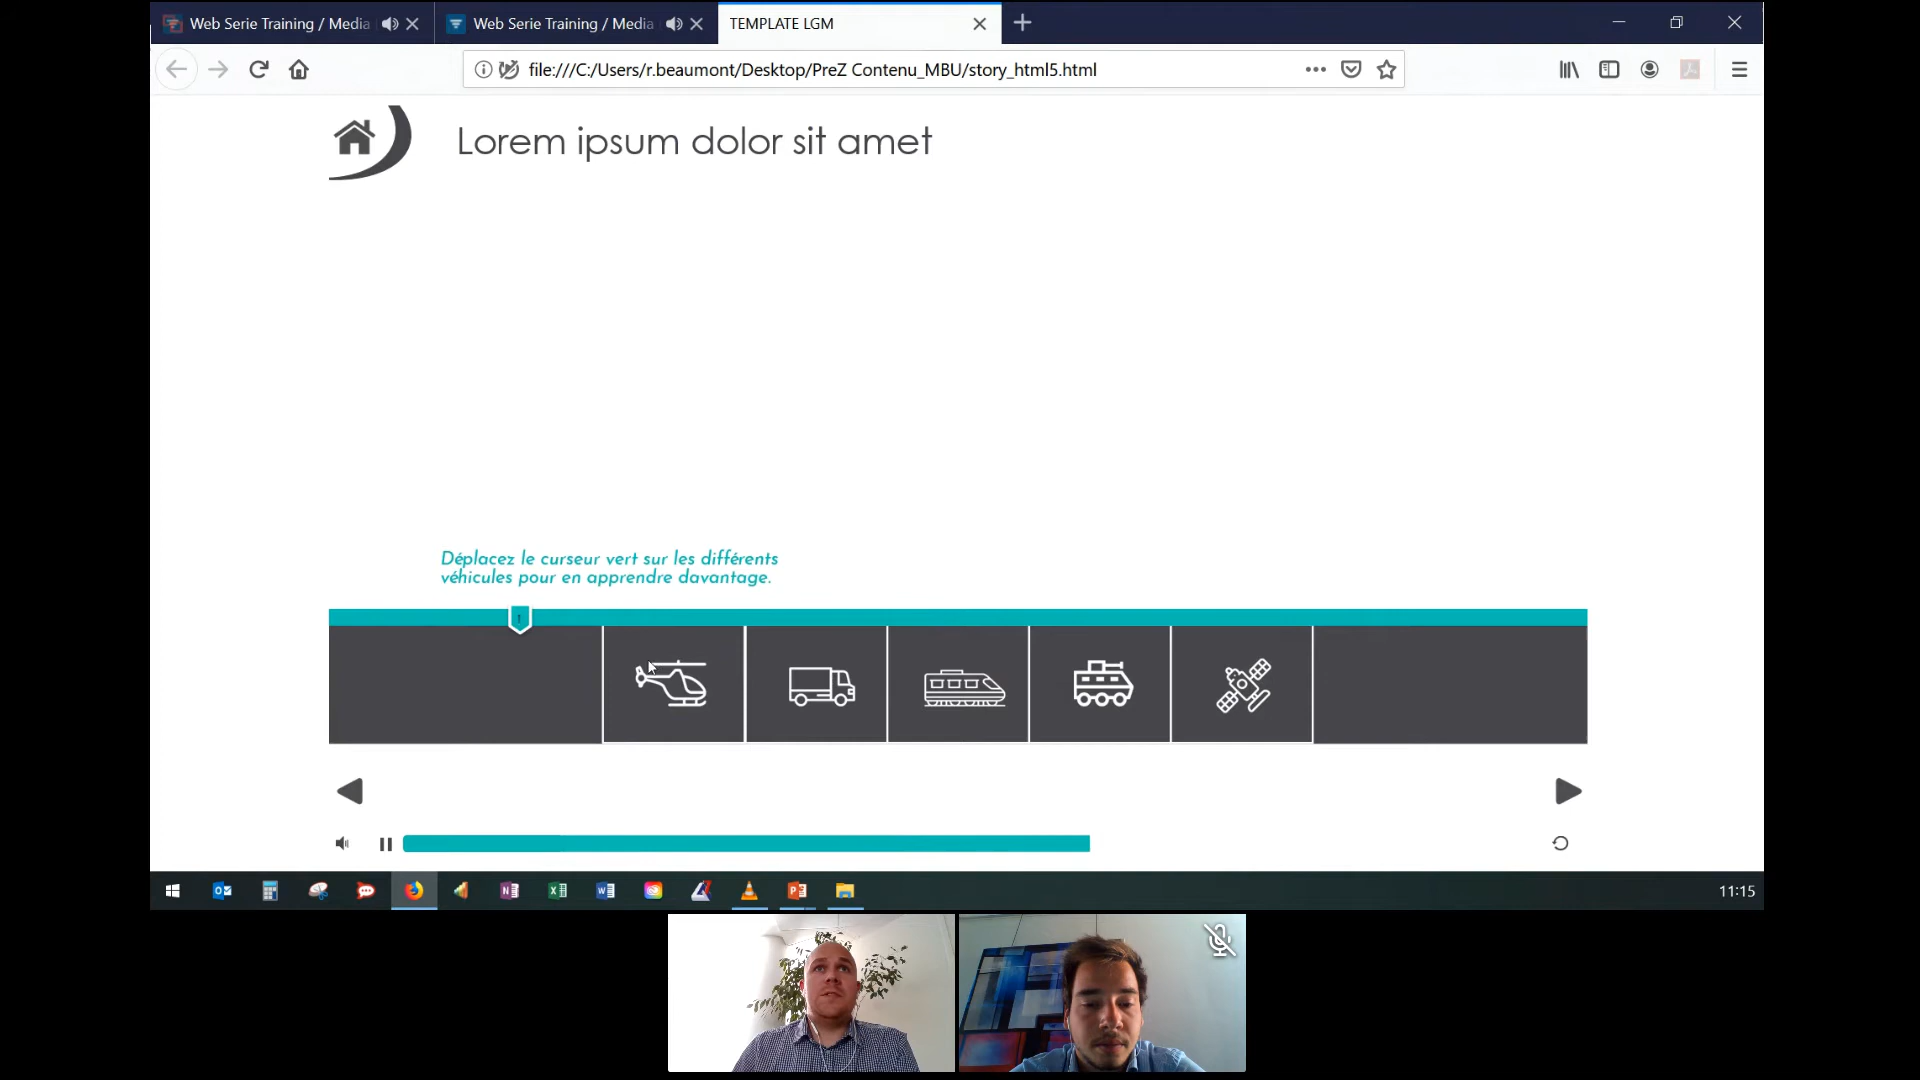 Web Serie Training / Media
Web Serie Training / Media
TEMPLATE LGM
file:///C:/Users/r.beaumont/Desktop/PreZ Contenu_MBU/story_html5.html
Lorem ipsum dolor sit amet
Déplacez le curseur vert sur les différents
véhicules pour en apprendre davantage.
11:15